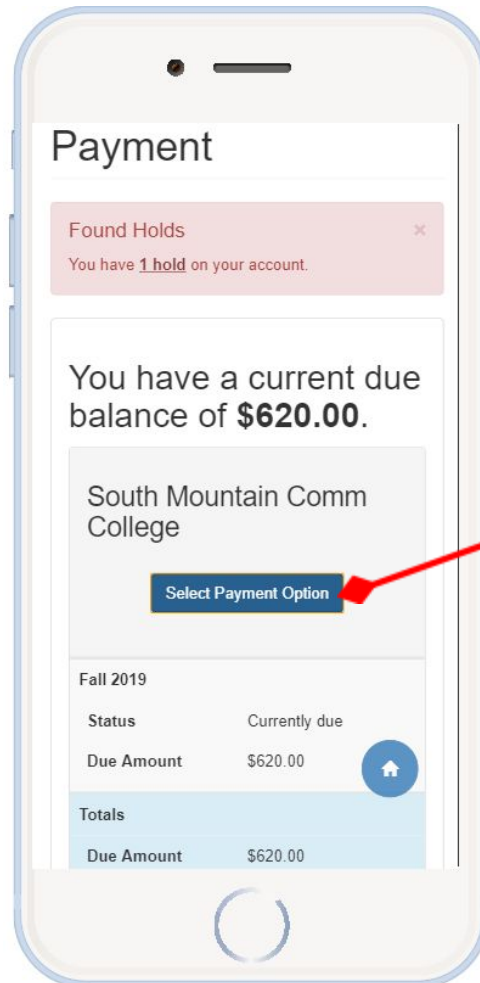 Payment
Found Holds ×
You have 1 hold on your account.
You have a current due
balance of $620.00.
South Mountain Comm
College
Select Payment Option
Fall 2019
Status Currently due
Due Amount $620.00
Totals
Due Amount $620.00